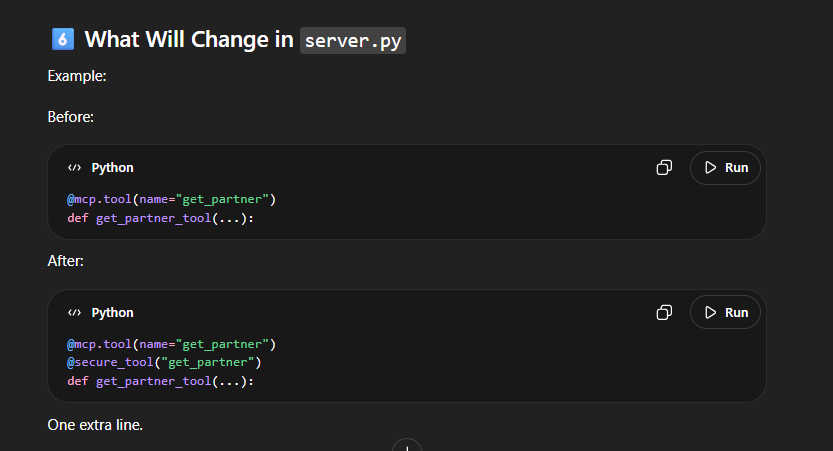 6 What Will Change in server.py
Example:
Before:
Python
Run
@mcp.tool(name="get_partner")
def get_partner_tool(...):
After:
Python
Run
@mcp.tool(name="get_partner")
@secure_tool("get_partner")
def get_partner_tool(...):
One extra line.